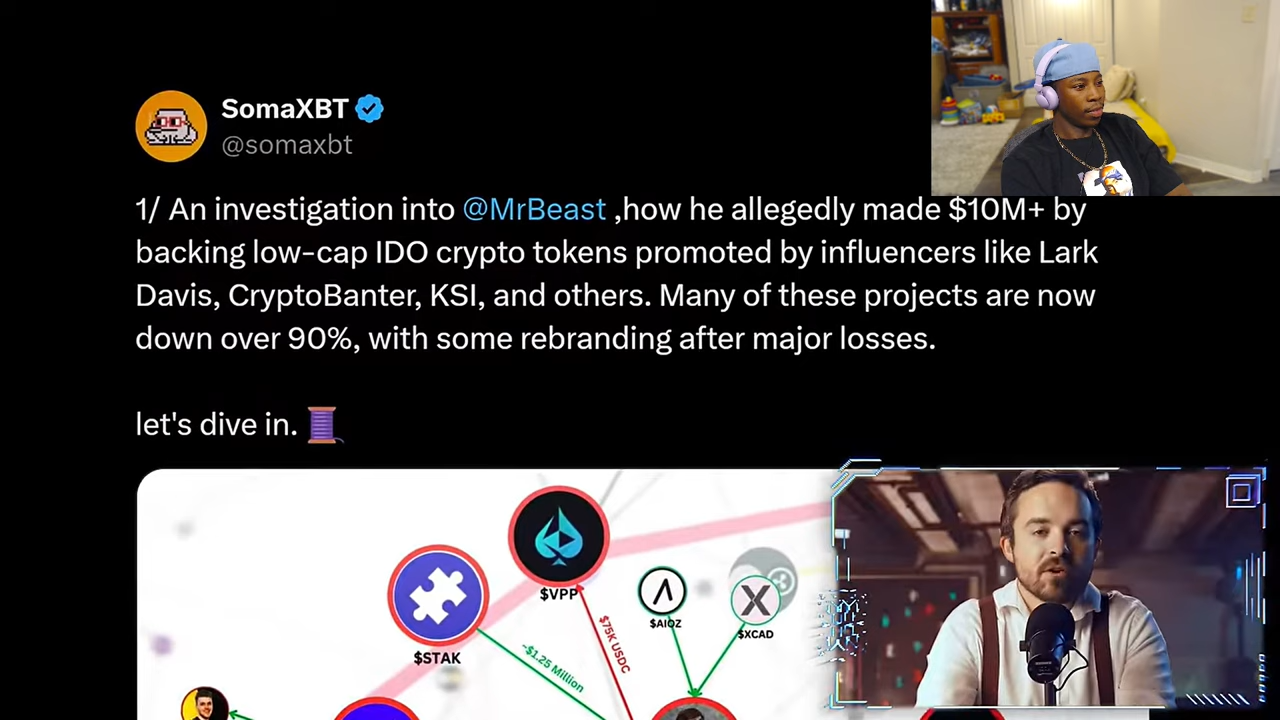 SomaXBT
@somaxbt
1/ An investigation into @MrBeast ,how he allegedly made $10M+ by
backing low-cap IDO crypto tokens promoted by influencers like Lark
Davis, CryptoBanter, KSI, and others. Many of these projects are now
down over 90%, with some rebranding after major losses.
let's dive in. 🧵
$VPP
$AIOZ
$XCAD
$STAK
~$1.25 Million
$75K USDC